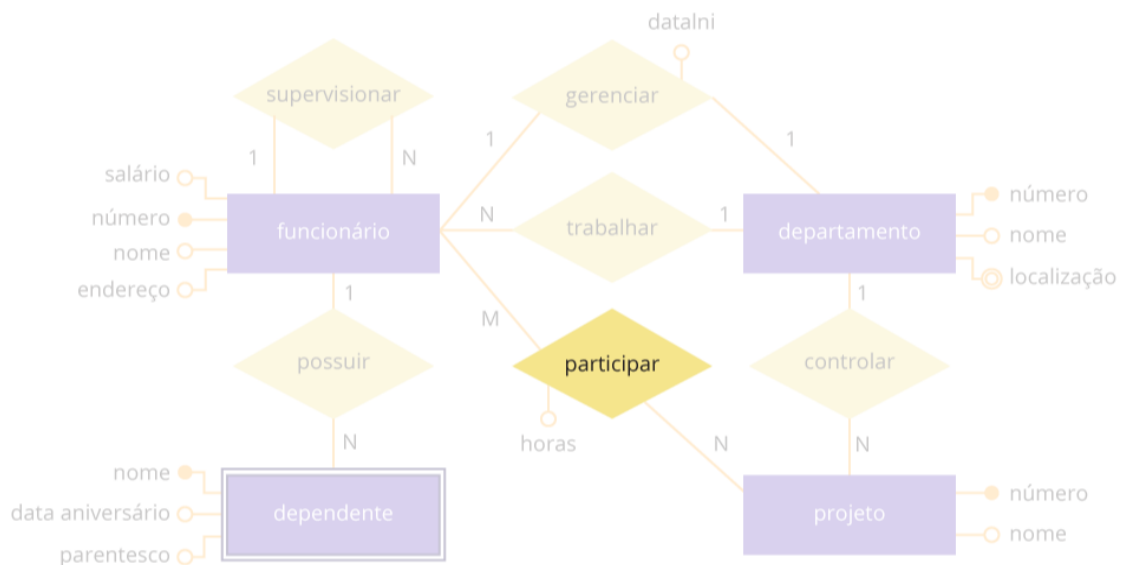 dataIni
supervisionar
gerenciar
1
N
1
1
salário
número
nome
endereço
funcionário
N
trabalhar
1
departamento
número
nome
localização
1
M
1
possuir
participar
controlar
N
horas
N
N
nome
data aniversário
parentesco
dependente
projeto
número
nome